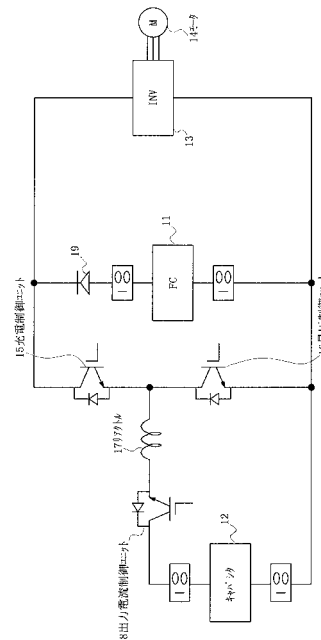 M
14モータ
INV
13
19
FC
11
15充電制御ユニット
17リアクトル
8出力電流制御ユニット
12
キャパシタ